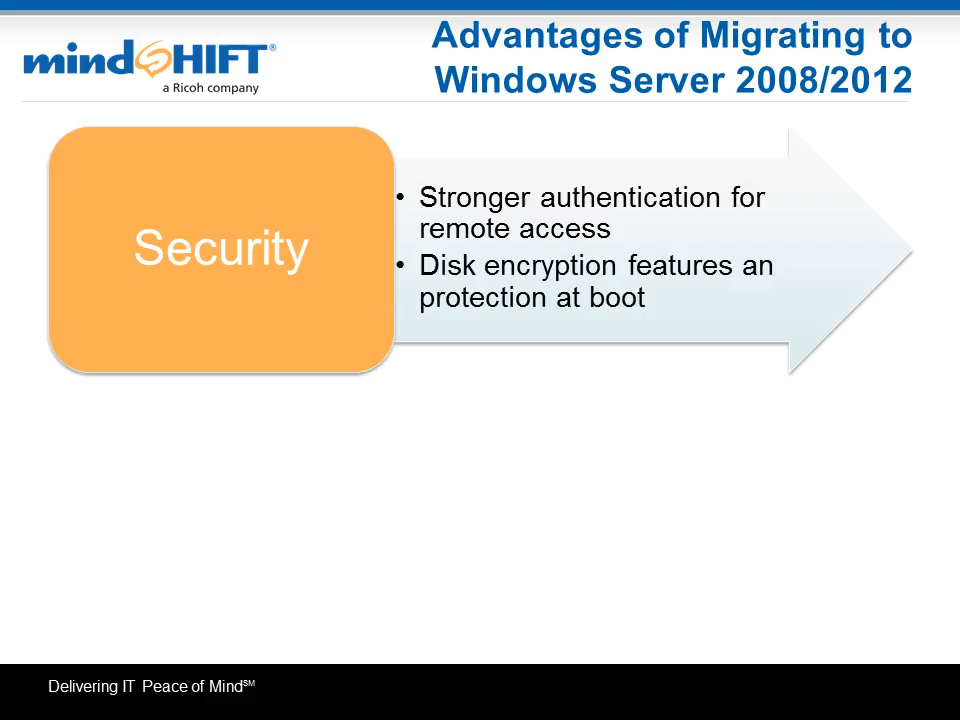 mindSHIFT®
a Ricoh company
Advantages of Migrating to
Windows Server 2008/2012
Security
• Stronger authentication for
remote access
• Disk encryption features an
protection at boot
Delivering IT Peace of Mind℠